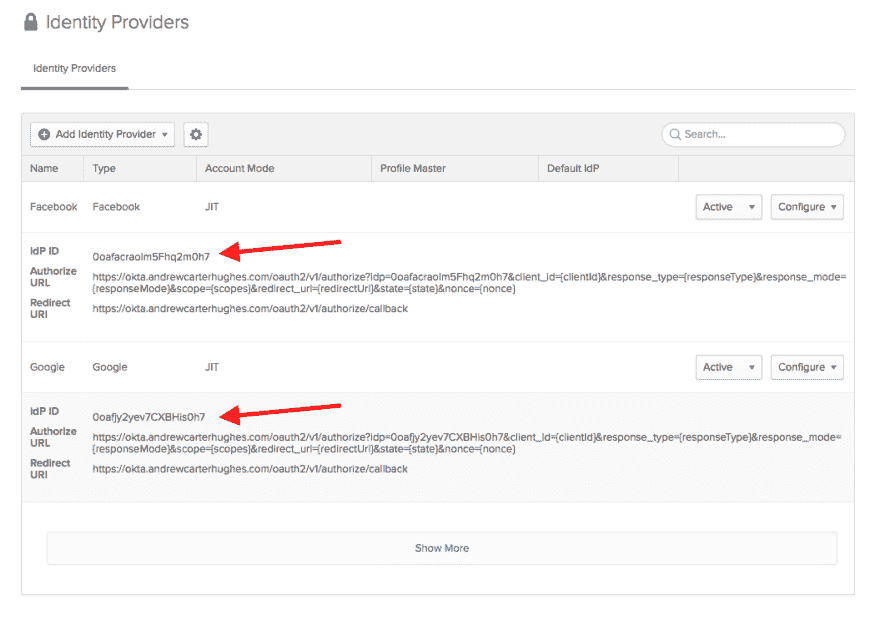 Identity Providers
Identity Providers
Add Identity Provider
Search...
Name Type Account Mode Profile Master Default IdP
Facebook Facebook JIT Active Configure
IdP ID 0oafacraolm5Fhq2m0h7
Authorize URL https://okta.andrewcarterhughes.com/oauth2/v1/authorize?idp=0oafacraolm5Fhq2m0h7&client_id={clientId}&response_type={responseType}&response_mode=
{responseMode}&scope={scopes}&redirect_uri={redirectUri}&state={state}&nonce={nonce}
Redirect URI https://okta.andrewcarterhughes.com/oauth2/v1/authorize/callback
Google Google JIT Active Configure
IdP ID 0oafjy2yev7CXBHis0h7
Authorize URL https://okta.andrewcarterhughes.com/oauth2/v1/authorize?idp=0oafjy2yev7CXBHis0h7&client_id={clientId}&response_type={responseType}&response_mode=
{responseMode}&scope={scopes}&redirect_uri={redirectUri}&state={state}&nonce={nonce}
Redirect URI https://okta.andrewcarterhughes.com/oauth2/v1/authorize/callback
Show More